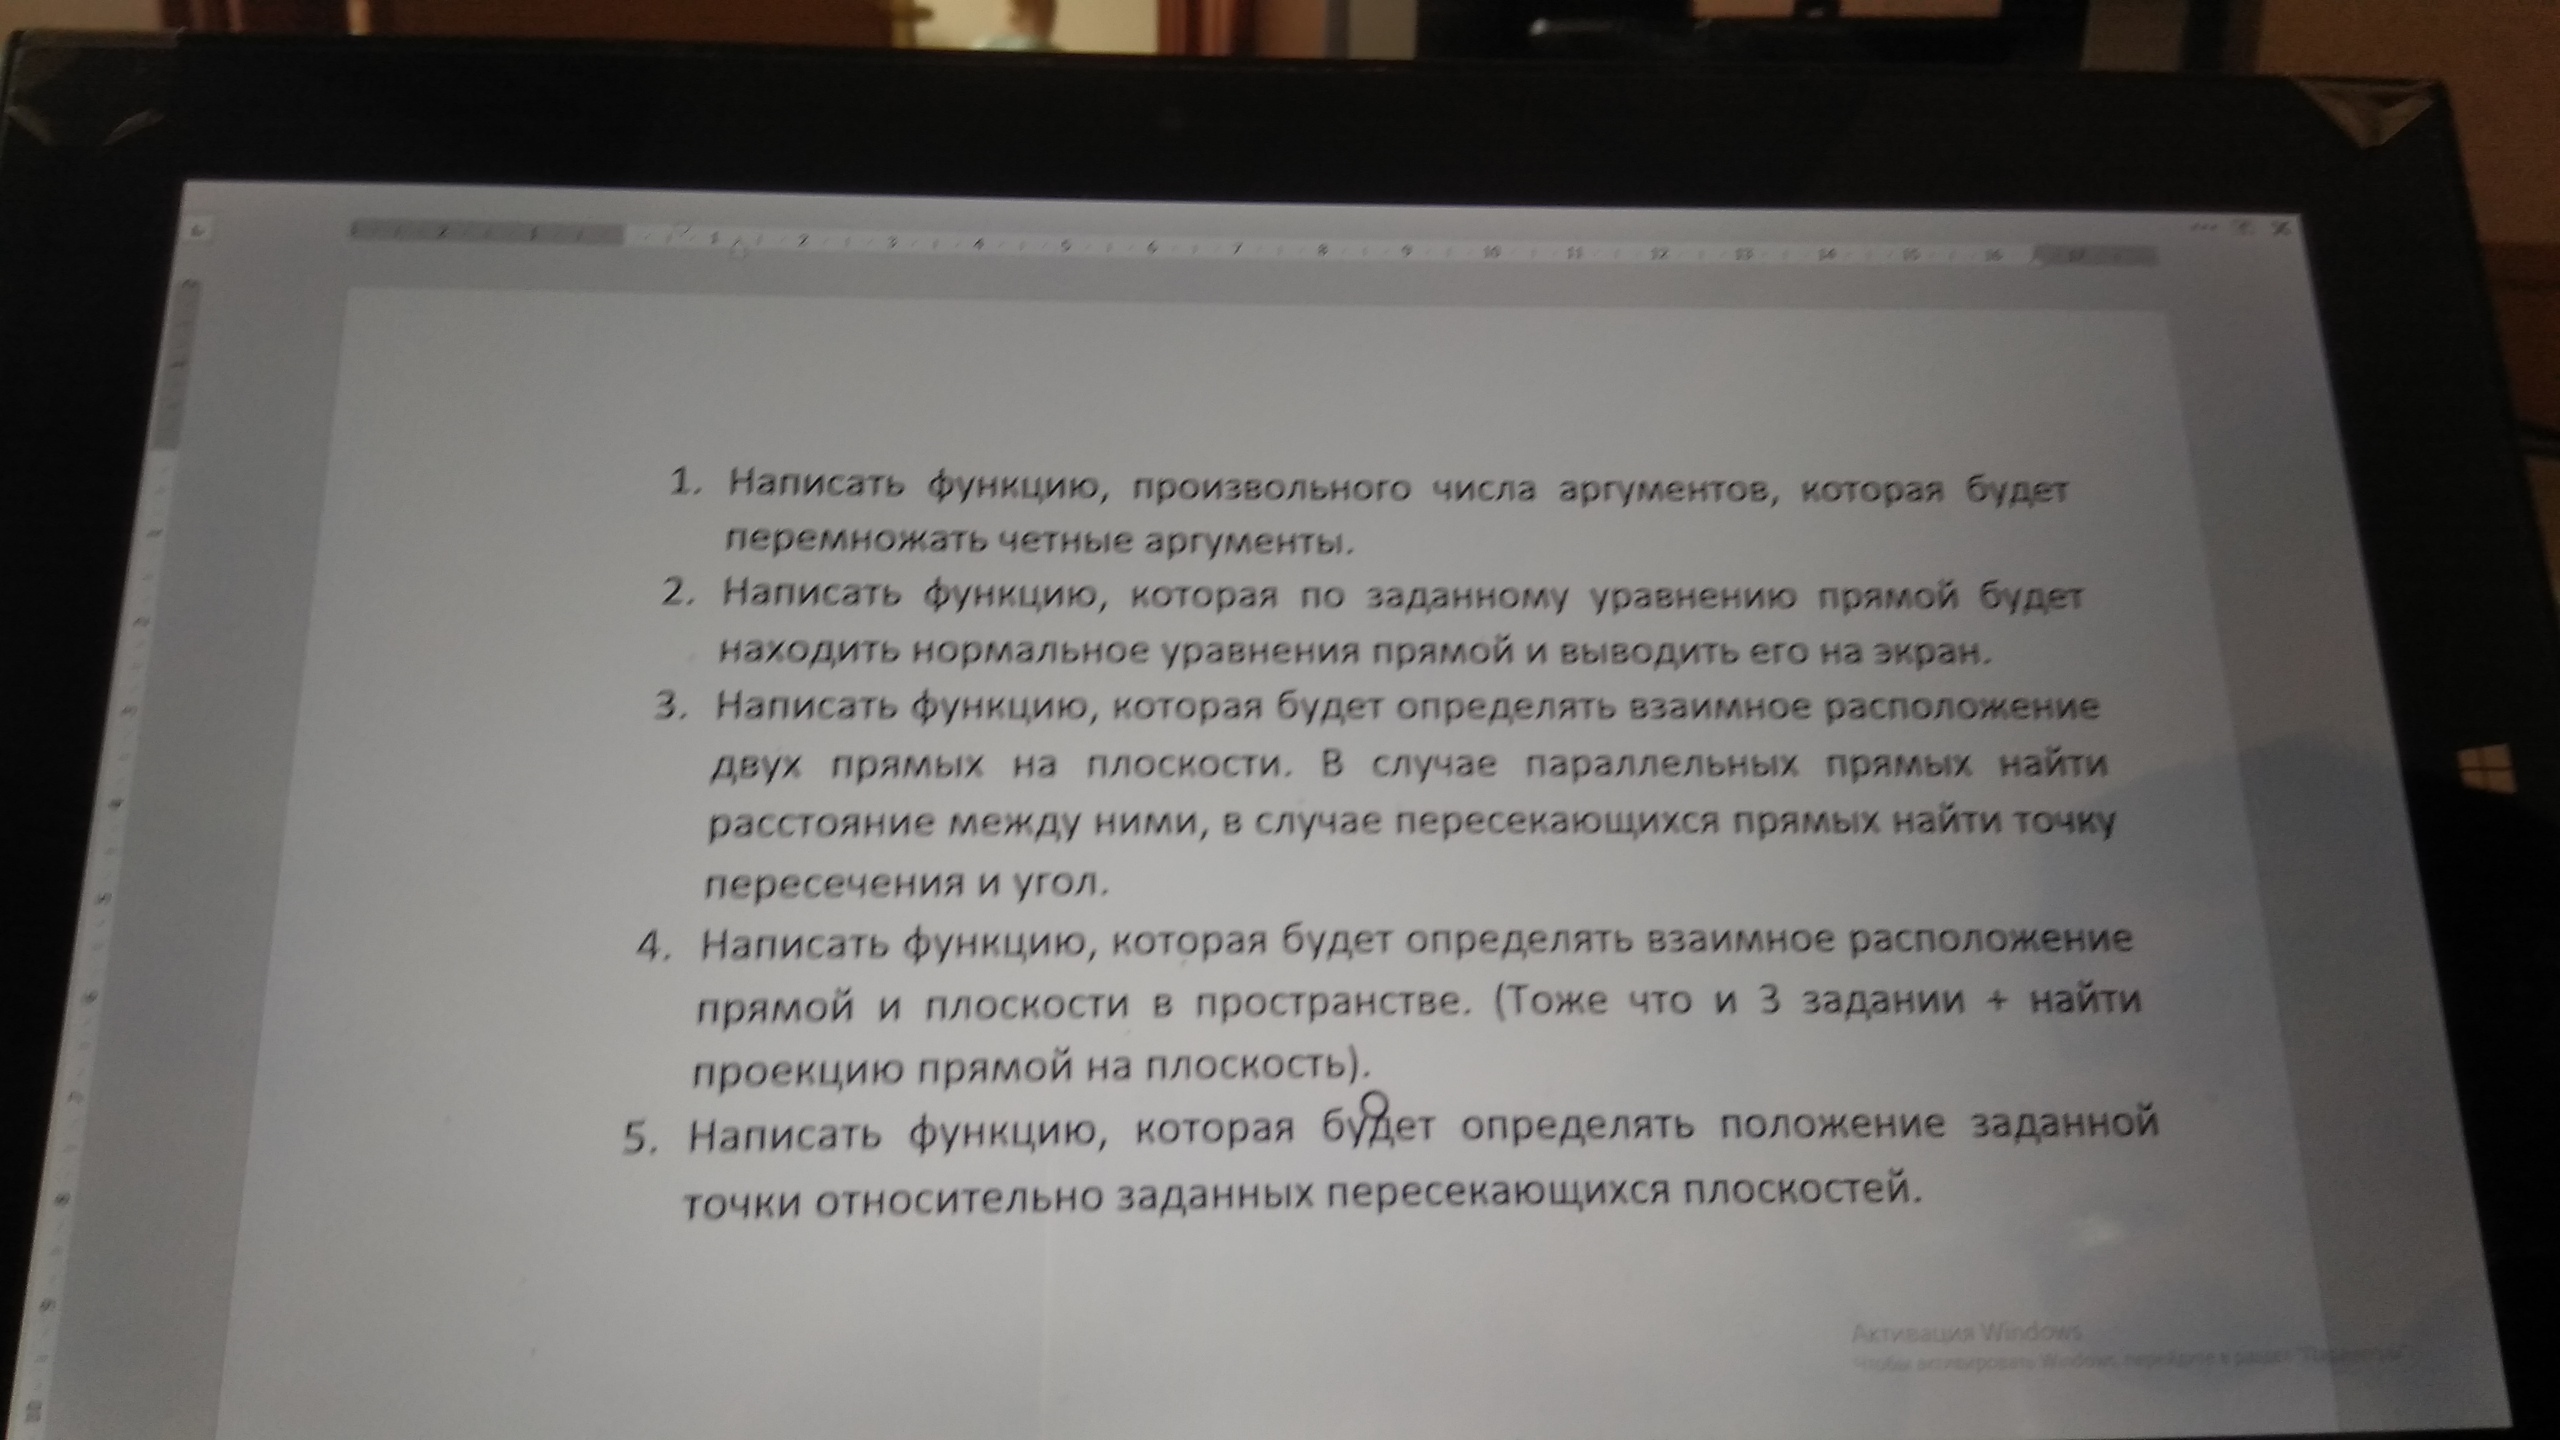 1. Написать функцию, произвольного числа аргументов, которая будет
перемножать четные аргументы.
2. Написать функцию, которая по заданному уравнению прямой будет
находить нормальное уравнения прямой и выводить его на экран.
3. Написать функцию, которая будет определять взаимное расположение
двух прямых на плоскости. В случае параллельных прямых найти
расстояние между ними, в случае пересекающихся прямых найти точку
пересечения и угол.
4. Написать функцию, которая будет определять взаимное расположение
прямой и плоскости в пространстве. (Тоже что и 3 задании + найти
проекцию прямой на плоскость).
5. Написать функцию, которая будет определять положение заданной
точки относительно заданных пересекающихся плоскостей.
Активация Windows
Чтобы активировать Windows, перейдите в раздел "Параметры".